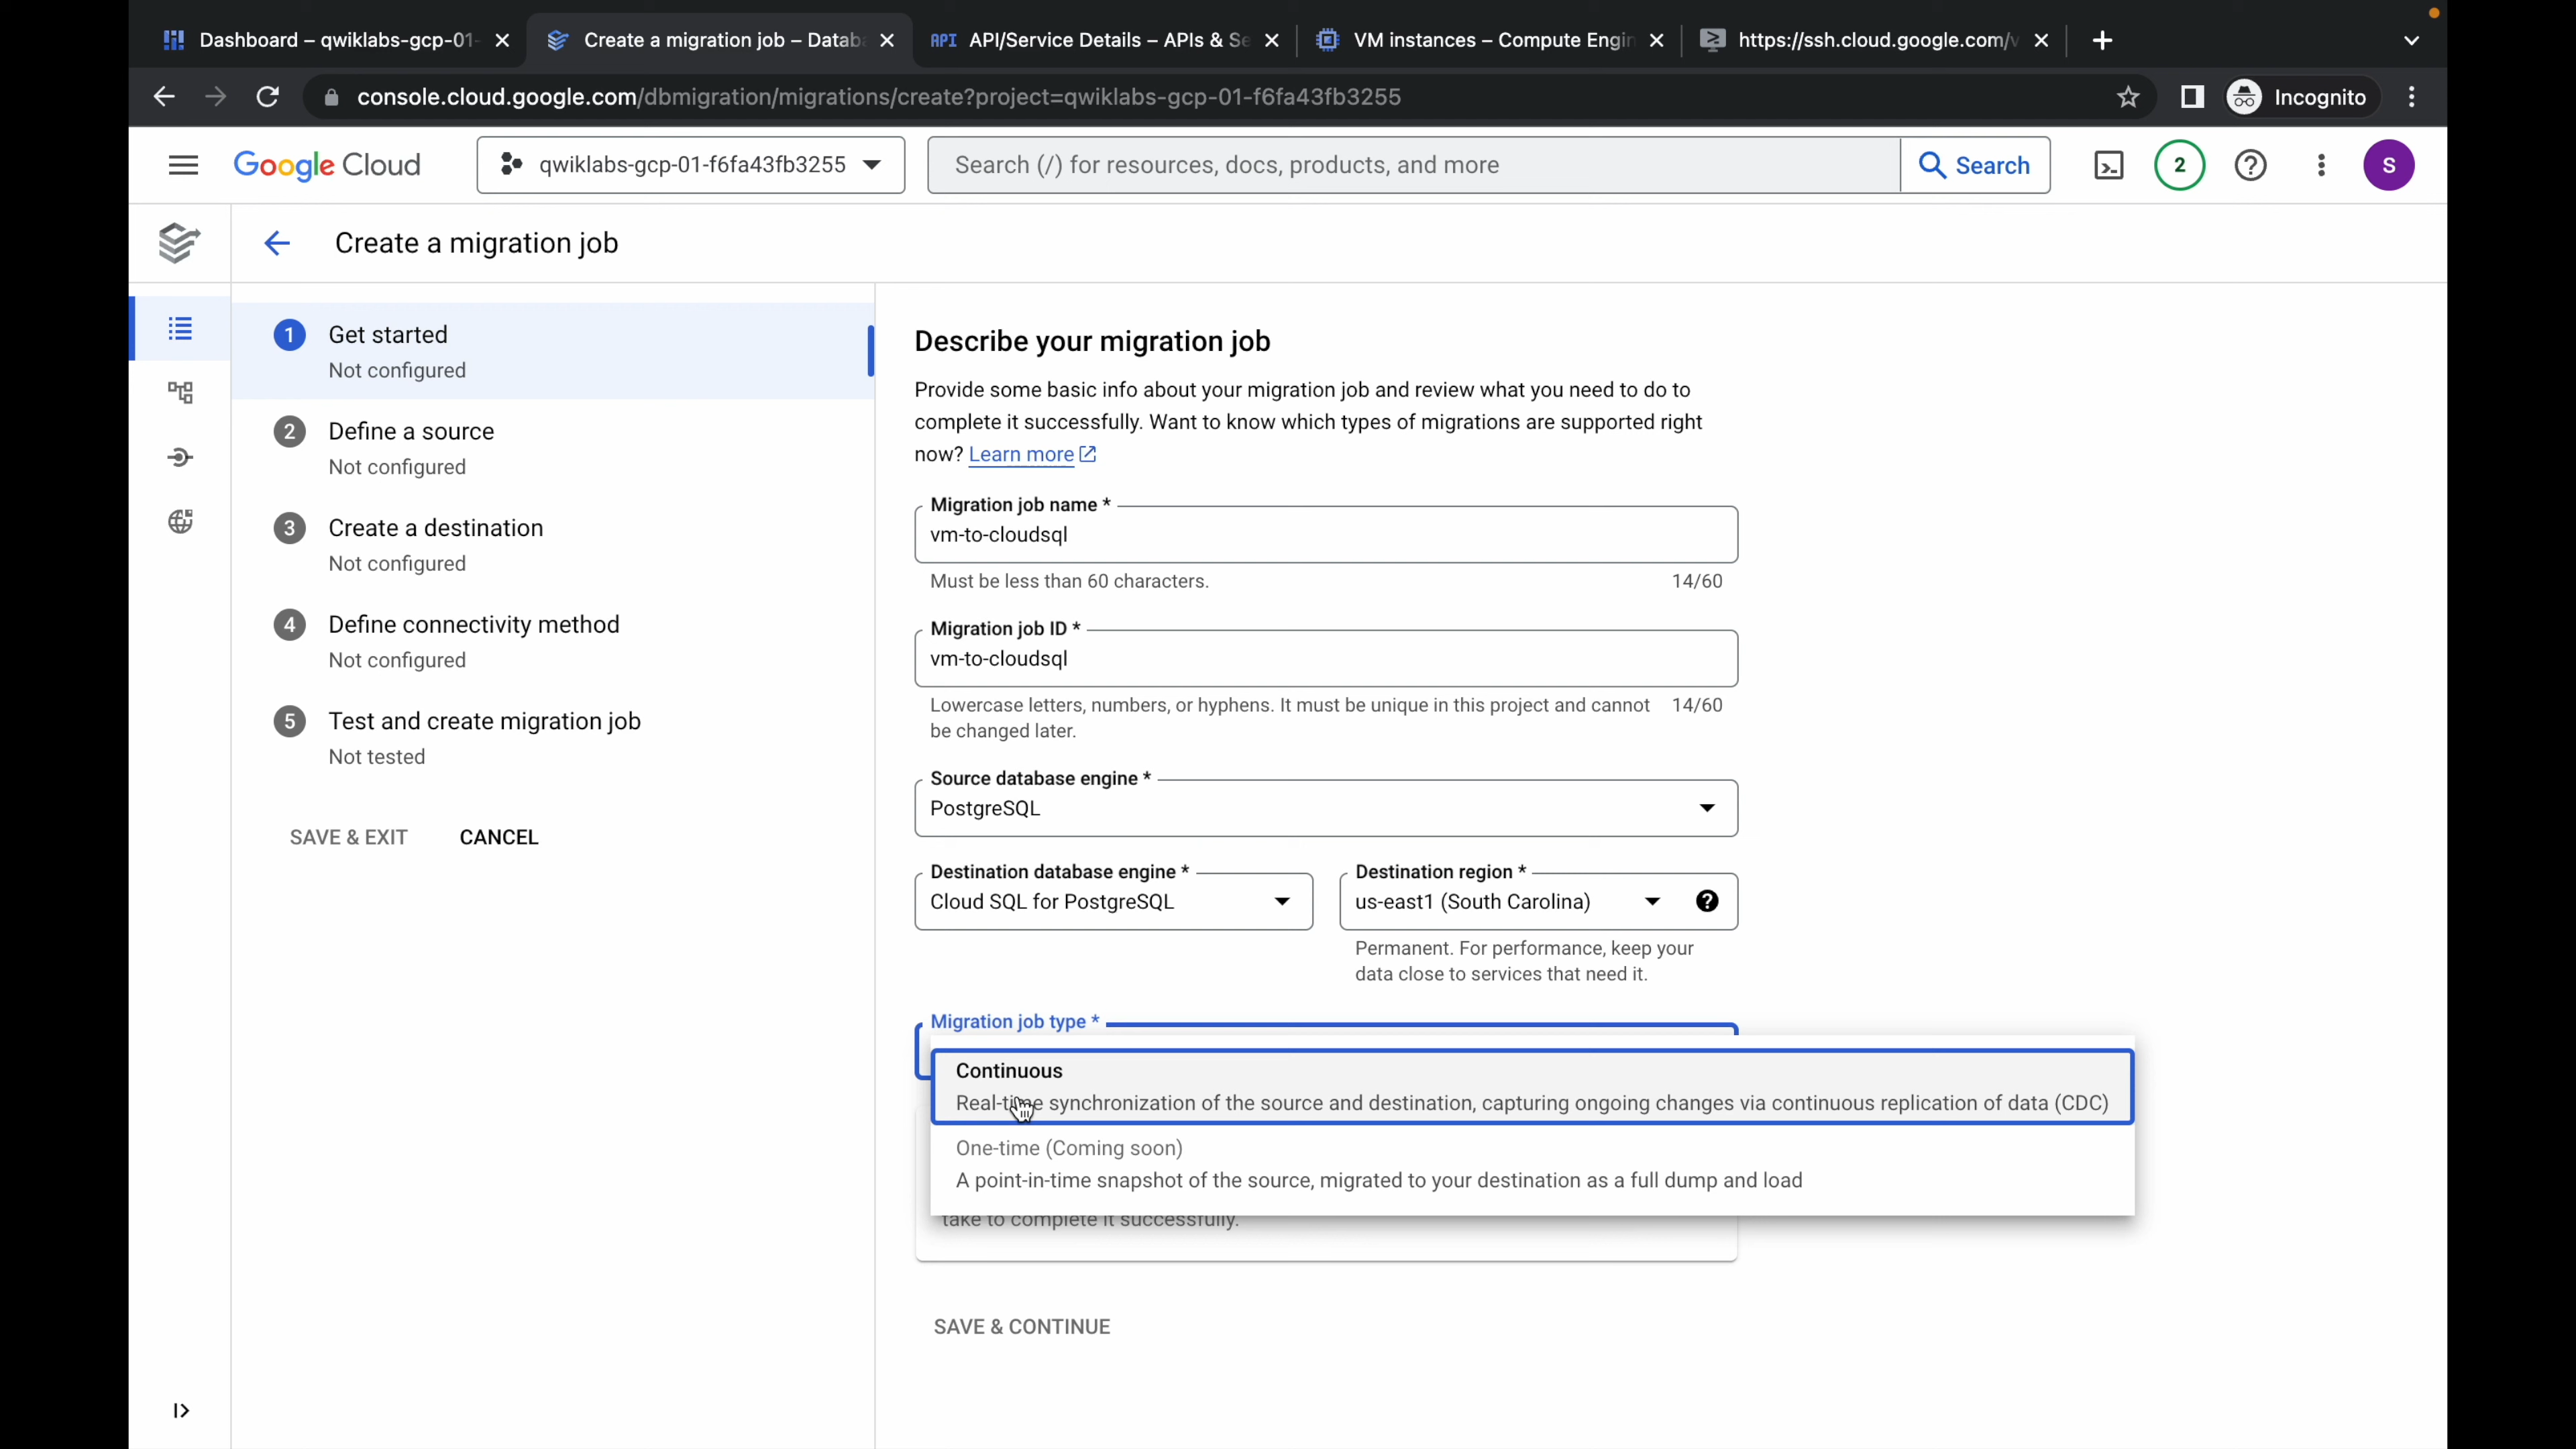 Dashboard – qwiklabs-gcp-01-
Create a migration job – Datab
API API/Service Details – APIs & Se
VM instances – Compute Engin
https://ssh.cloud.google.com/v
console.cloud.google.com/dbmigration/migrations/create?project=qwiklabs-gcp-01-f6fa43fb3255
Incognito
Google Cloud
qwiklabs-gcp-01-f6fa43fb3255
Search (/) for resources, docs, products, and more
Search
2
S
Create a migration job
1 Get started
Not configured
2 Define a source
Not configured
3 Create a destination
Not configured
4 Define connectivity method
Not configured
5 Test and create migration job
Not tested
SAVE & EXIT CANCEL
Describe your migration job
Provide some basic info about your migration job and review what you need to do to
complete it successfully. Want to know which types of migrations are supported right
now? Learn more
Migration job name *
vm-to-cloudsql
Must be less than 60 characters. 14/60
Migration job ID *
vm-to-cloudsql
Lowercase letters, numbers, or hyphens. It must be unique in this project and cannot 14/60
be changed later.
Source database engine *
PostgreSQL
Destination database engine *
Cloud SQL for PostgreSQL
Destination region *
us-east1 (South Carolina)
Permanent. For performance, keep your
data close to services that need it.
Migration job type *
Continuous
Real-time synchronization of the source and destination, capturing ongoing changes via continuous replication of data (CDC)
One-time (Coming soon)
A point-in-time snapshot of the source, migrated to your destination as a full dump and load
take to complete it successfully.
SAVE & CONTINUE